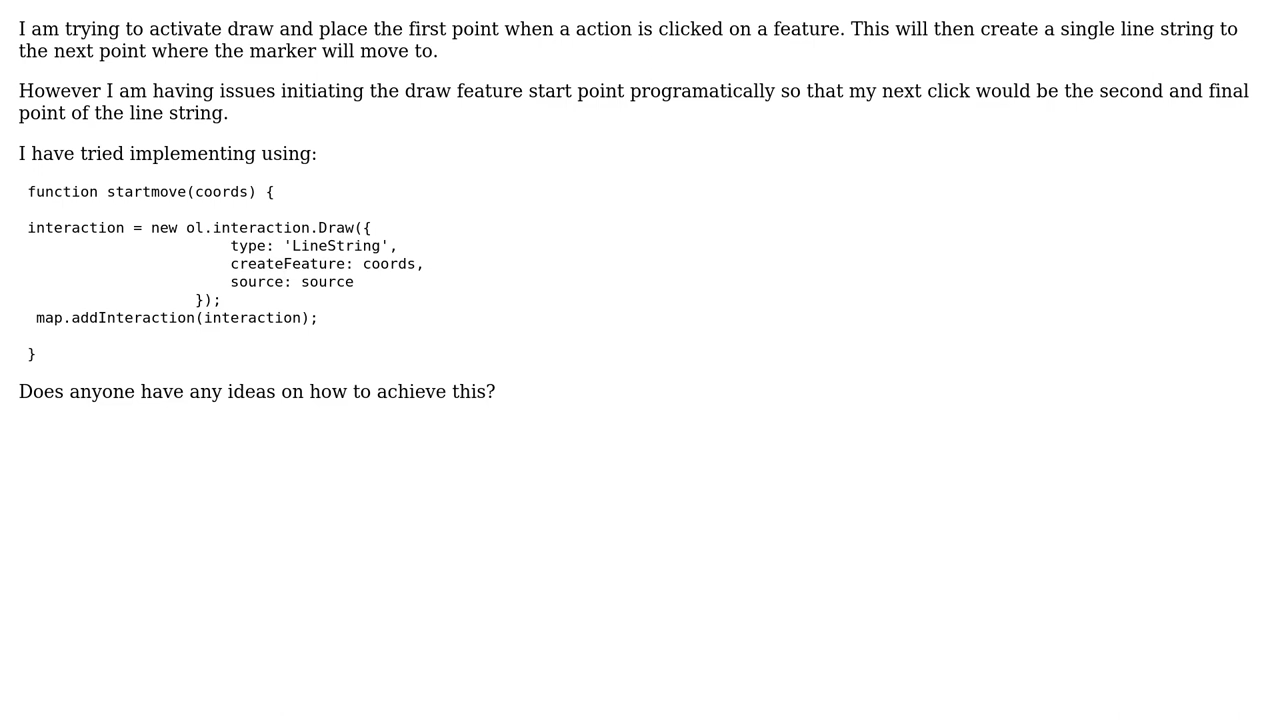 I am trying to activate draw and place the first point when a action is clicked on a feature. This will then create a single line string to
the next point where the marker will move to.
However I am having issues initiating the draw feature start point programatically so that my next click would be the second and final
point of the line string.
I have tried implementing using:
function startmove(coords) {
interaction = new ol.interaction.Draw({
type: 'LineString',
createFeature: coords,
source: source
});
map.addInteraction(interaction);
}
Does anyone have any ideas on how to achieve this?